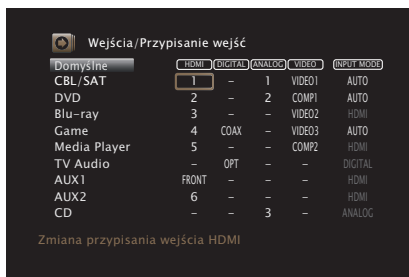 Wejścia/Przypisanie wejść
Domyślne HDMI DIGITAL ANALOG VIDEO INPUT MODE
CBL/SAT 1 – 1 VIDEO1 AUTO
DVD 2 – 2 COMP1 AUTO
Blu-ray 3 – – VIDEO2 HDMI
Game 4 COAX – VIDEO3 AUTO
Media Player 5 – – COMP2 HDMI
TV Audio – OPT – – DIGITAL
AUX1 FRONT – – – HDMI
AUX2 6 – – – HDMI
CD – – 3 – ANALOG
Zmiana przypisania wejścia HDMI